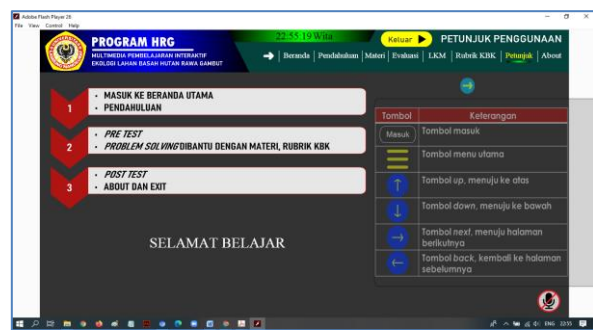 Adobe Flash Player 26
File View Control Help
PROGRAM HRG
MULTIMEDIA PEMBELAJARAN INTERAKTIF
EKOLOGI LAHAN BASAH HUTAN RAWA GAMBUT
22:55:19 Wita
Keluar
PETUNJUK PENGGUNAAN
Beranda | Pendahuluan | Materi | Evaluasi | LKM | Rubrik KBK | Petunjuk | About
1
• MASUK KE BERANDA UTAMA
• PENDAHULUAN
2
• PRE TEST
• PROBLEM SOLVING DIBANTU DENGAN MATERI, RUBRIK KBK
3
• POST TEST
• ABOUT DAN EXIT
SELAMAT BELAJAR
Tombol Keterangan
Masuk Tombol masuk
Tombol menu utama
Tombol up, menuju ke atas
Tombol down, menuju ke bawah
Tombol next, menuju halaman
berikutnya
Tombol back, kembali ke halaman
sebelumnya
ENG 22:55